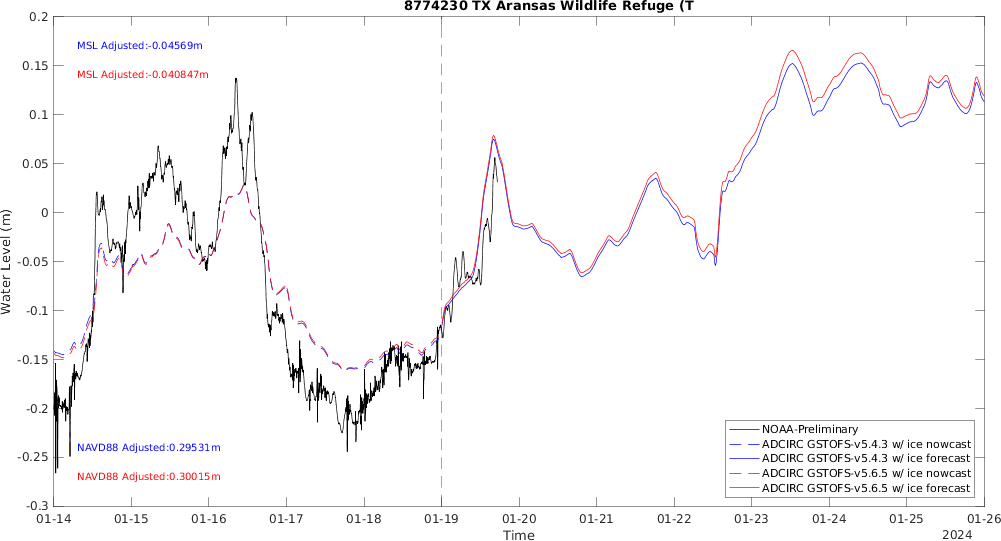 8774230 TX Aransas Wildlife Refuge (T
0.2
0.15
0.1
0.05
0
-0.05
-0.1
-0.15
-0.2
-0.25
-0.3
Water Level (m)
MSL Adjusted:-0.04569m
MSL Adjusted:-0.040847m
NAVD88 Adjusted:0.29531m
NAVD88 Adjusted:0.30015m
NOAA-Preliminary
ADCIRC GSTOFS-v5.4.3 w/ ice nowcast
ADCIRC GSTOFS-v5.4.3 w/ ice forecast
ADCIRC GSTOFS-v5.6.5 w/ ice nowcast
ADCIRC GSTOFS-v5.6.5 w/ ice forecast
01-14 01-15 01-16 01-17 01-18 01-19 01-20 01-21 01-22 01-23 01-24 01-25 01-26
Time
2024